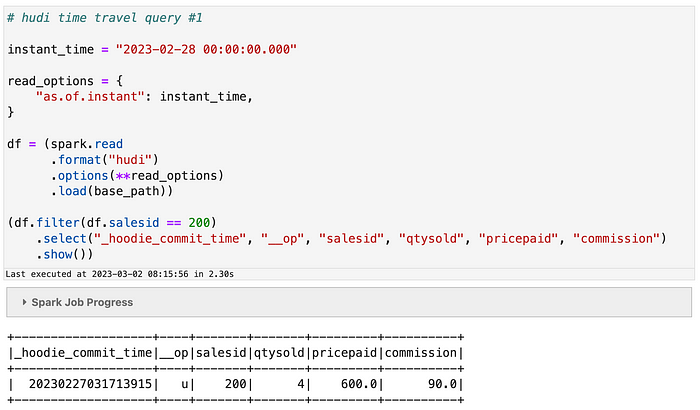 # hudi time travel query #1
instant_time = "2023-02-28 00:00:00.000"
read_options = {
    "as.of.instant": instant_time,
}
df = (spark.read
      .format("hudi")
      .options(**read_options)
      .load(base_path))
(df.filter(df.salesid == 200)
    .select("_hoodie_commit_time", "__op", "salesid", "qtysold", "pricepaid", "commission")
    .show())
Last executed at 2023-03-02 08:15:56 in 2.30s
Spark Job Progress
+-------------------+----+-------+-------+---------+----------+
|_hoodie_commit_time|__op|salesid|qtysold|pricepaid|commission|
+-------------------+----+-------+-------+---------+----------+
|  20230227031713915|   u|    200|      4|    600.0|      90.0|
+-------------------+----+-------+-------+---------+----------+